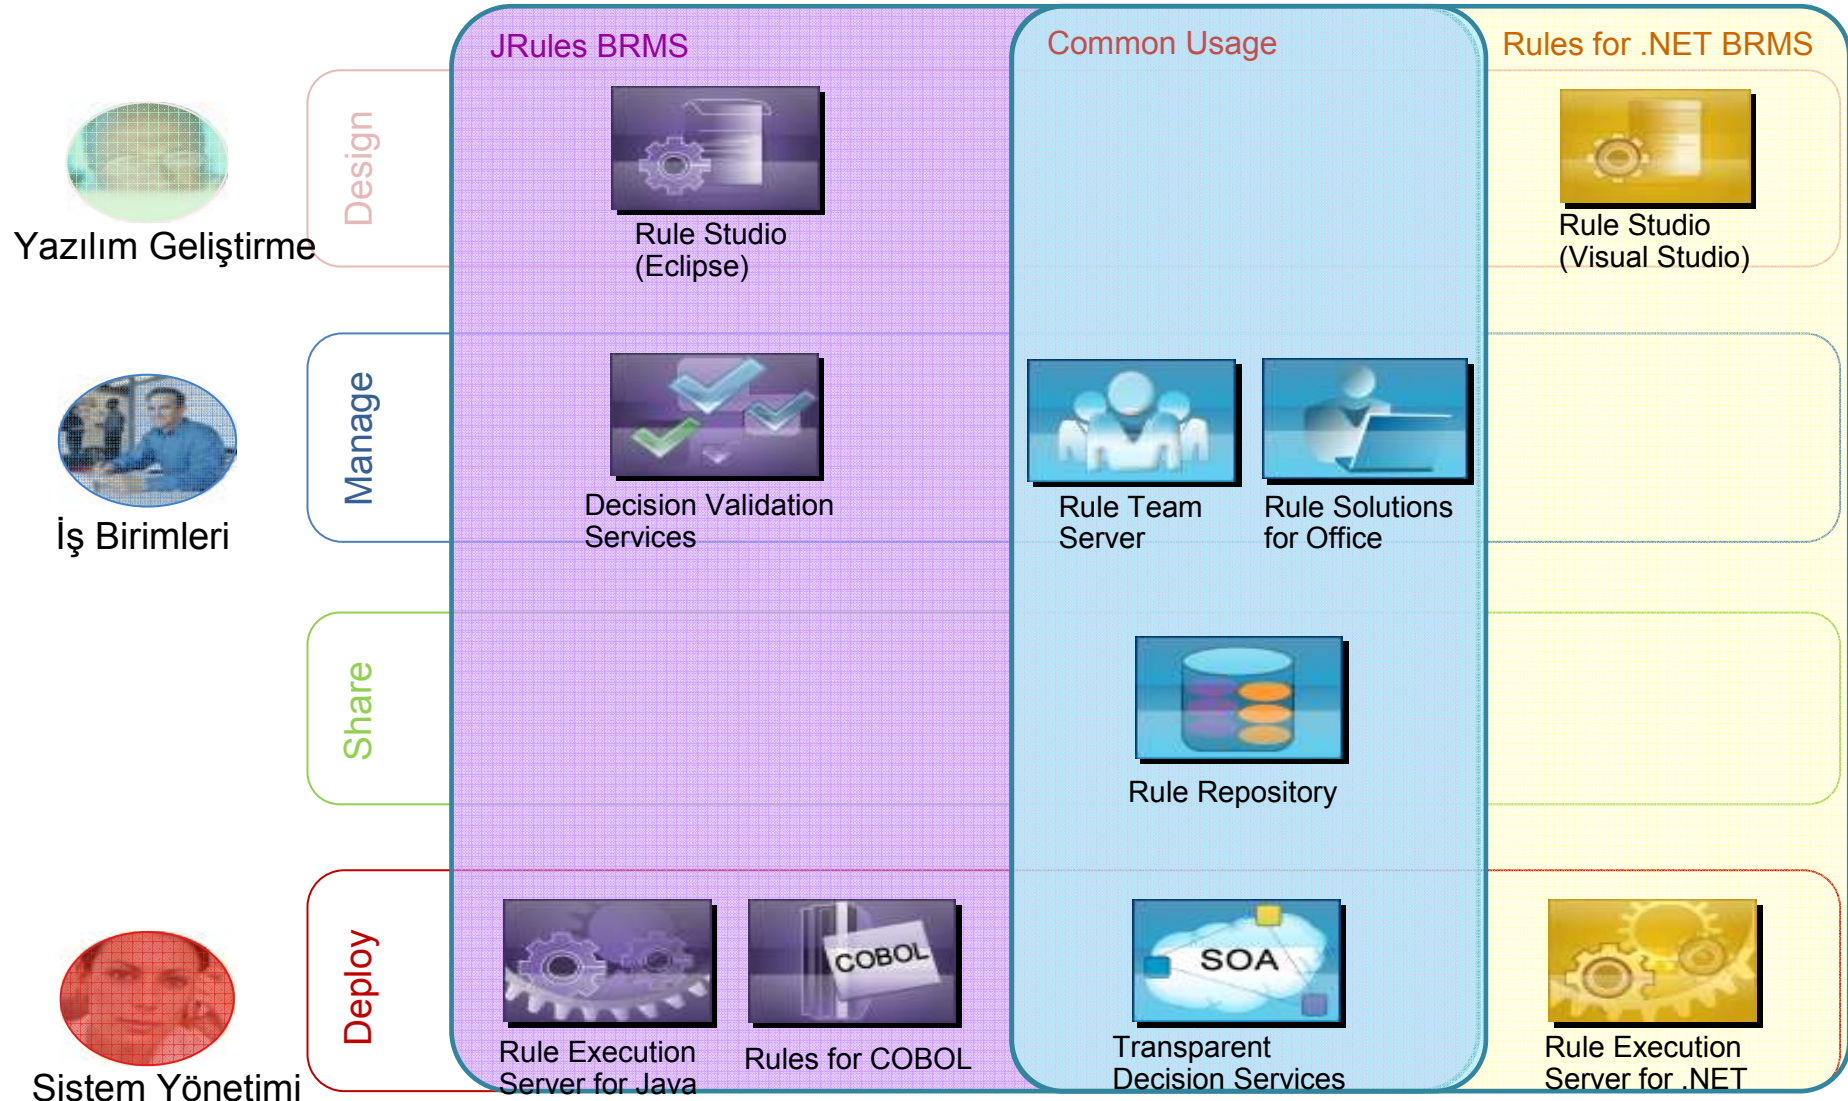 JRules BRMS
Common Usage
Rules for .NET BRMS
Yazılım Geliştirme
Design
Rule Studio
(Eclipse)
Rule Studio
(Visual Studio)
İş Birimleri
Manage
Decision Validation
Services
Rule Team
Server
Rule Solutions
for Office
Share
Rule Repository
Sistem Yönetimi
Deploy
Rule Execution
Server for Java
COBOL
Rules for COBOL
SOA
Transparent
Decision Services
Rule Execution
Server for .NET